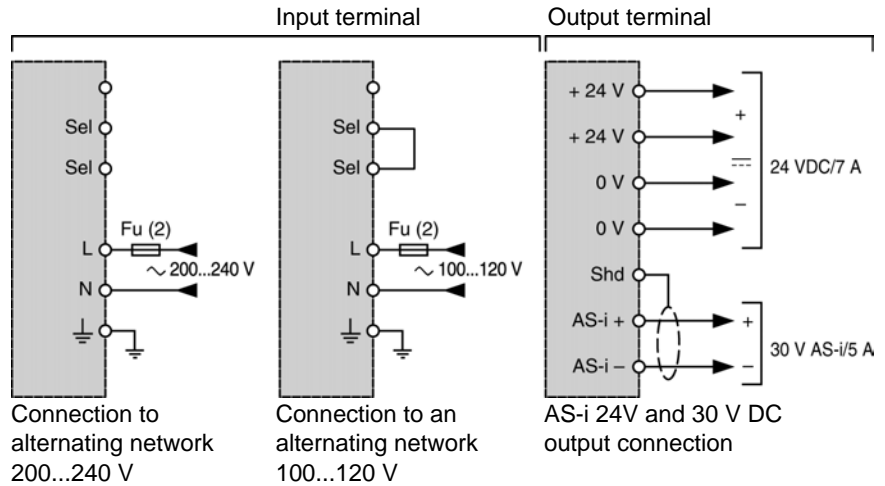 Input terminal
Output terminal
Sel
Sel
L
Fu (2)
~ 200...240 V
N
Connection to
alternating network
200...240 V
Sel
Sel
L
Fu (2)
~ 100...120 V
N
Connection to an
alternating network
100...120 V
+ 24 V
+ 24 V
0 V
0 V
+
–
24 VDC/7 A
Shd
AS-i +
AS-i –
+
–
30 V AS-i/5 A
AS-i 24V and 30 V DC
output connection